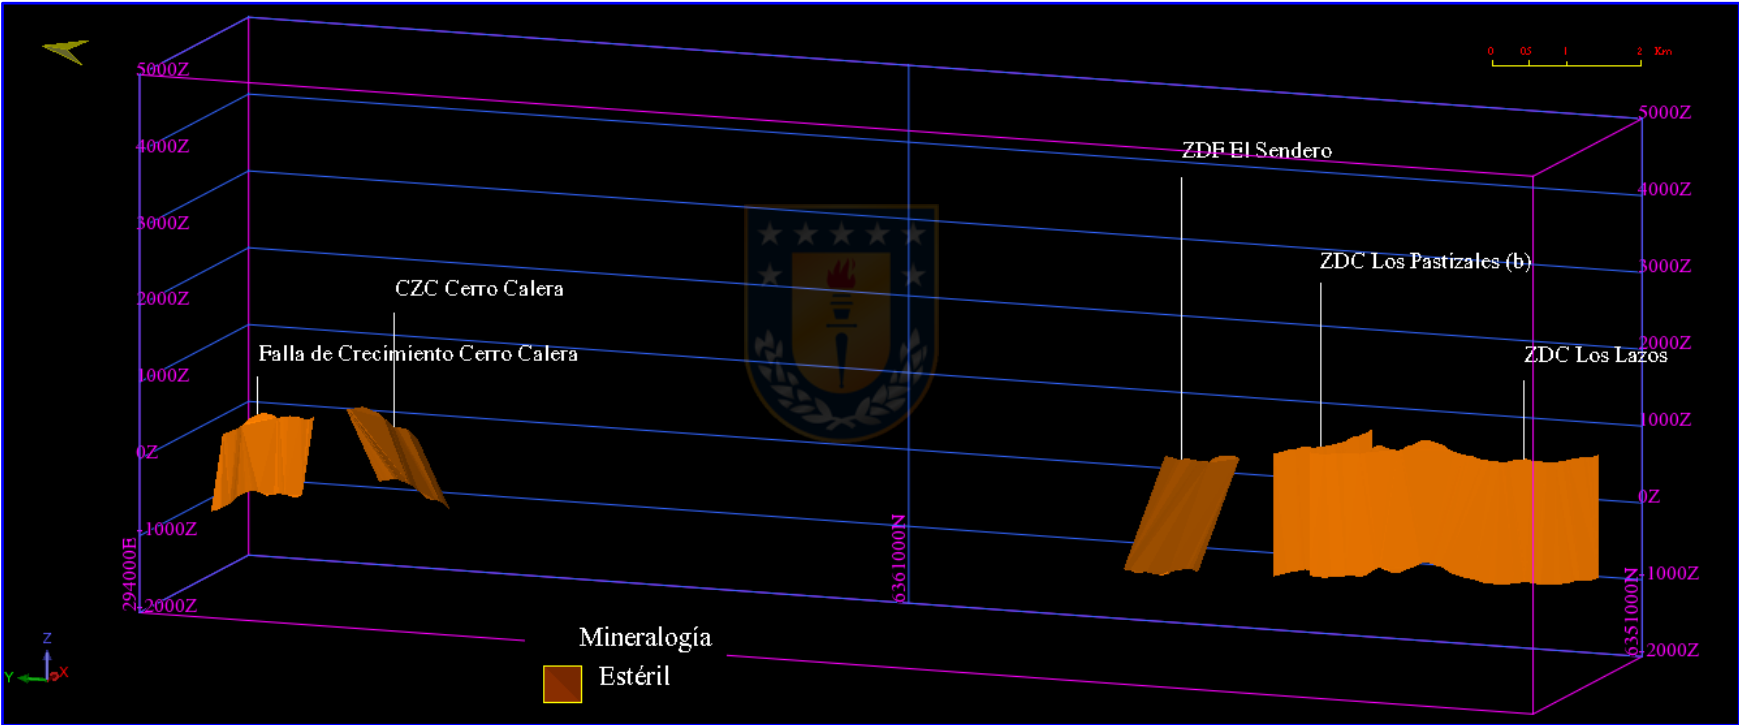 0 0.5 1 2 Km
5000Z
5000Z
4000Z
ZDF El Sendero
4000Z
3000Z
ZDC Los Pastizales (b)
3000Z
CZC Cerro Calera
2000Z
2000Z
Falla de Crecimiento Cerro Calera
ZDC Los Lazos
1000Z
1000Z
0Z
0Z
-1000Z
-1000Z
294000E
6361000N
6351000N
-2000Z
-2000Z
Mineralogía
Estéril
Z
Y
X